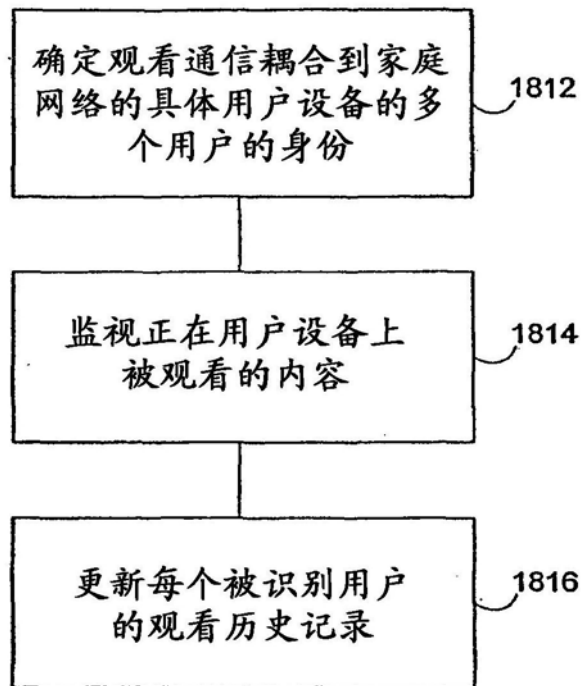 确定观看通信耦合到家庭
网络的具体用户设备的多
个用户的身份
1812
监视正在用户设备上
被观看的内容
1814
更新每个被识别用户
的观看历史记录
1816